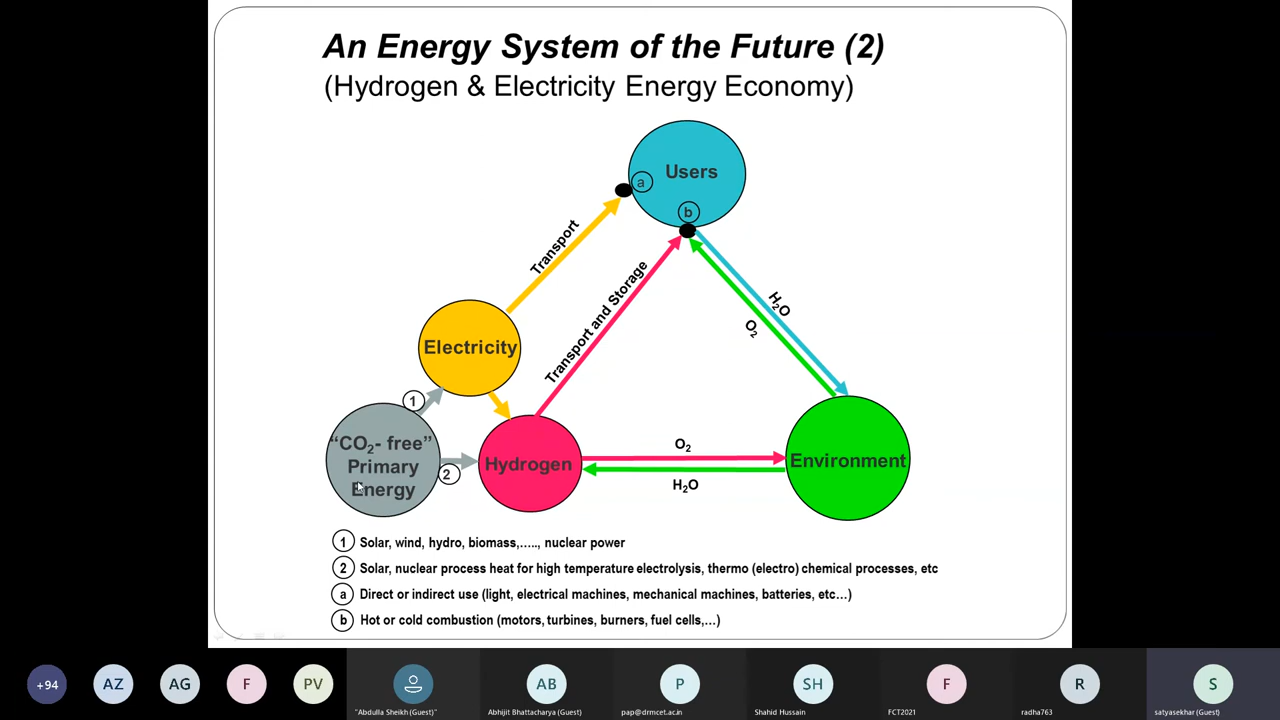 An Energy System of the Future (2)
(Hydrogen & Electricity Energy Economy)
Users
a
b
Transport
Transport and Storage
H₂O
O₂
Electricity
1
"CO₂- free"
Primary
Energy
2
Hydrogen
O₂
H₂O
Environment
1 Solar, wind, hydro, biomass,....., nuclear power
2 Solar, nuclear process heat for high temperature electrolysis, thermo (electro) chemical processes, etc
a Direct or indirect use (light, electrical machines, mechanical machines, batteries, etc...)
b Hot or cold combustion (motors, turbines, burners, fuel cells,...)
+94
AZ
AG
F
PV
"Abdulla Sheikh (Guest)"
AB
Abhijit Bhattacharya (Guest)
P
pap@drmcet.ac.in
SH
Shahid Hussain
F
FCT2021
R
radha763
S
satyasekhar (Guest)